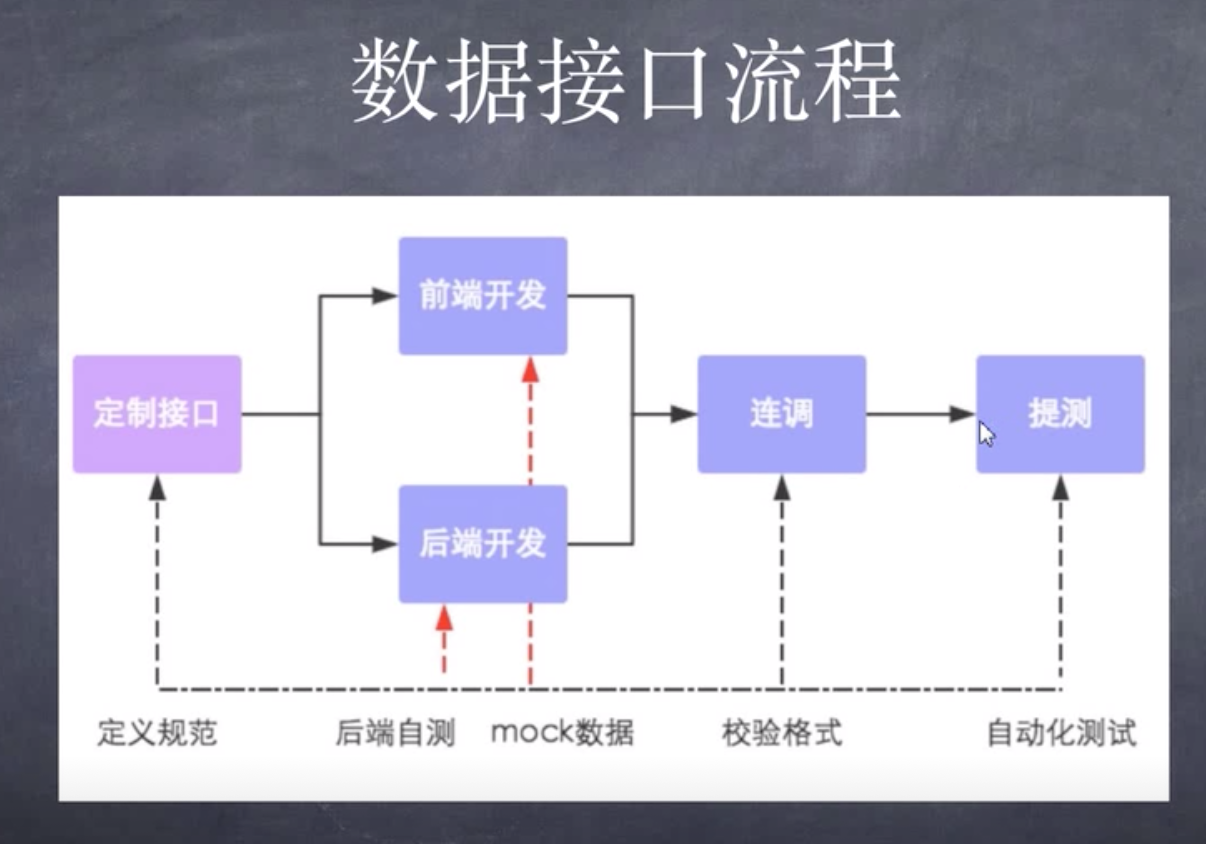 数据接口流程
前端开发
定制接口
连调
提测
后端开发
定义规范
后端自测
mock数据
校验格式
自动化测试